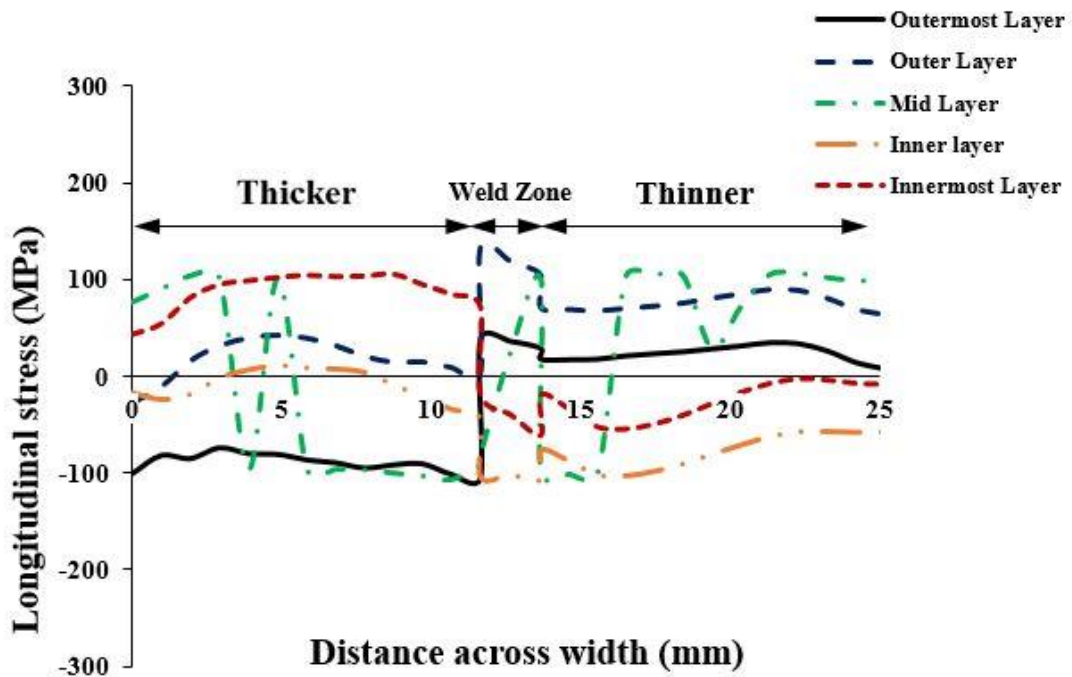 Outermost Layer
Outer Layer
Mid Layer
Inner layer
Innermost Layer
300
200
100
0
-100
-200
-300
Thicker
Weld Zone
Thinner
0
5
10
15
20
25
Longitudinal stress (MPa)
Distance across width (mm)